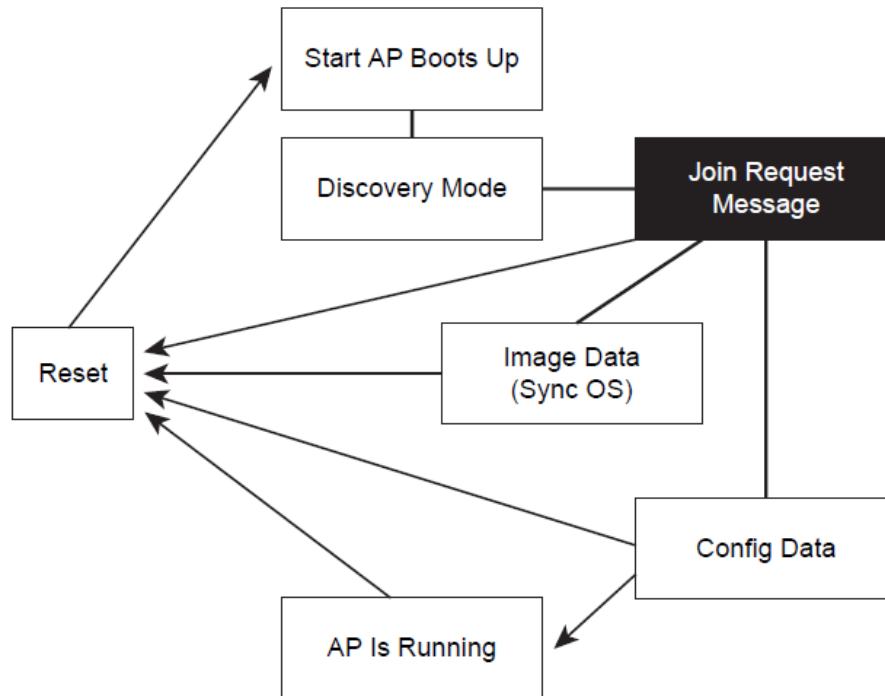 Start AP Boots Up
Discovery Mode
Join Request
Message
Reset
Image Data
(Sync OS)
Config Data
AP Is Running